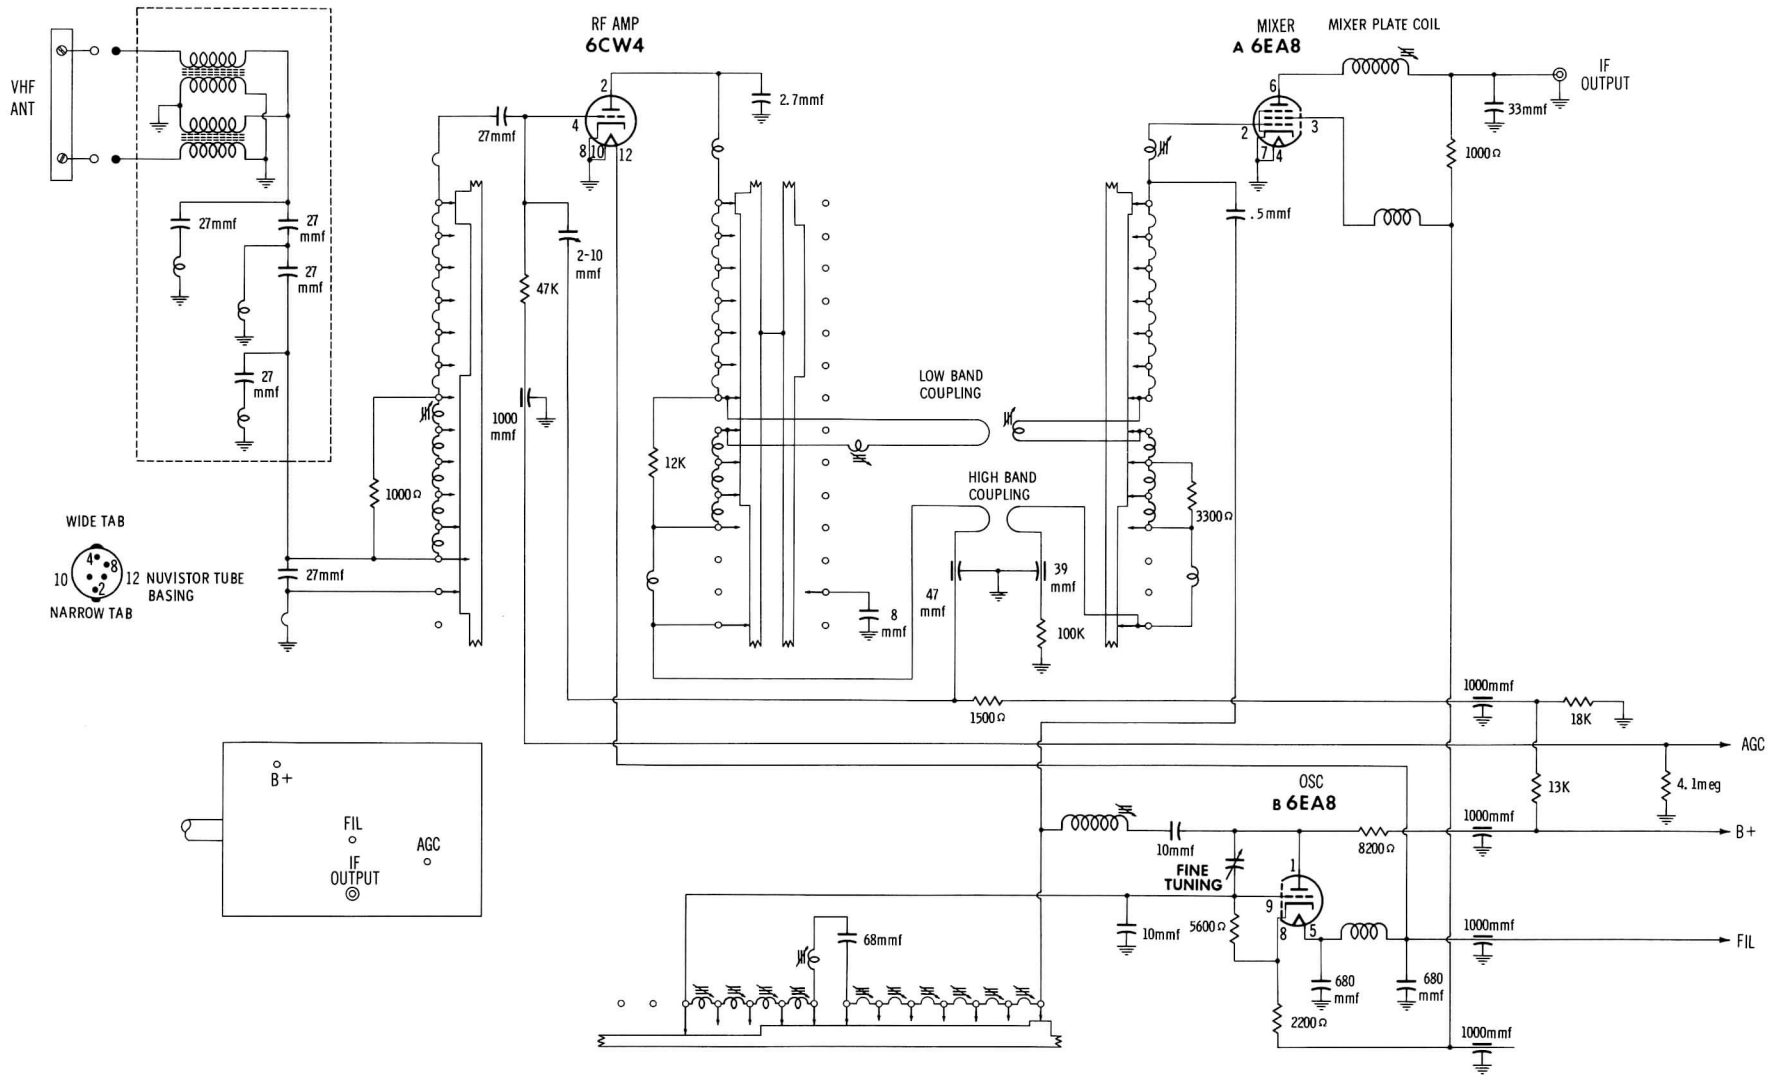 VHF
ANT
27mmf
27
mmf
27
mmf
27
mmf
WIDE TAB
4
8
10
12
2
NUVISTOR TUBE
BASING
NARROW TAB
27mmf
1000Ω
B+
FIL
IF
OUTPUT
AGC
RF AMP
6CW4
2
4
8
10
12
27mmf
2.7mmf
2-10
mmf
47K
1000
mmf
12K
LOW BAND
COUPLING
HIGH BAND
COUPLING
47
mmf
39
mmf
8
mmf
100K
3300Ω
1500Ω
MIXER
A 6EA8
MIXER PLATE COIL
6
2
3
7
4
.5mmf
IF
OUTPUT
33mmf
1000Ω
1000mmf
18K
AGC
13K
4.1meg
OSC
B 6EA8
1000mmf
B+
10mmf
8200Ω
FINE
TUNING
1
9
8
5
5600Ω
10mmf
68mmf
1000mmf
FIL
680
mmf
680
mmf
2200Ω
1000mmf